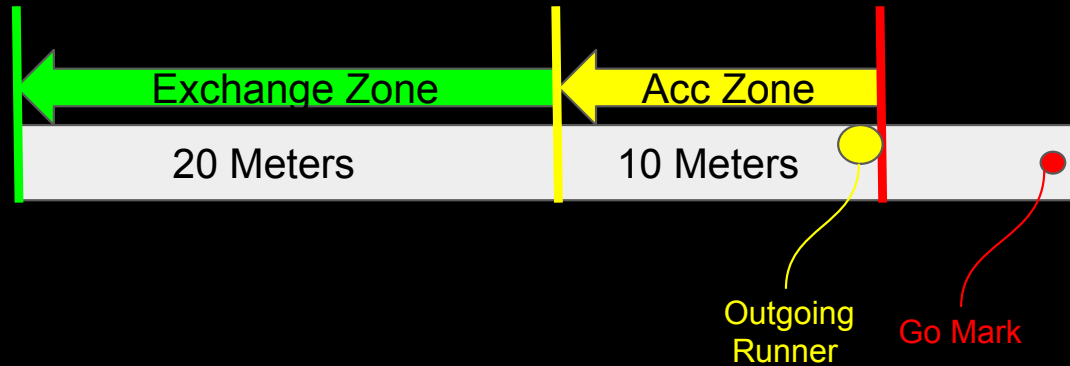 Exchange Zone
Acc Zone
20 Meters
10 Meters
Outgoing
Runner
Go Mark